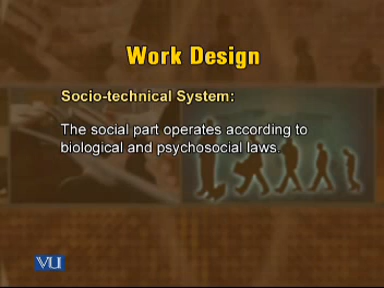 Work Design
Socio-technical System:
The social part operates according to
biological and psychosocial laws.
VU